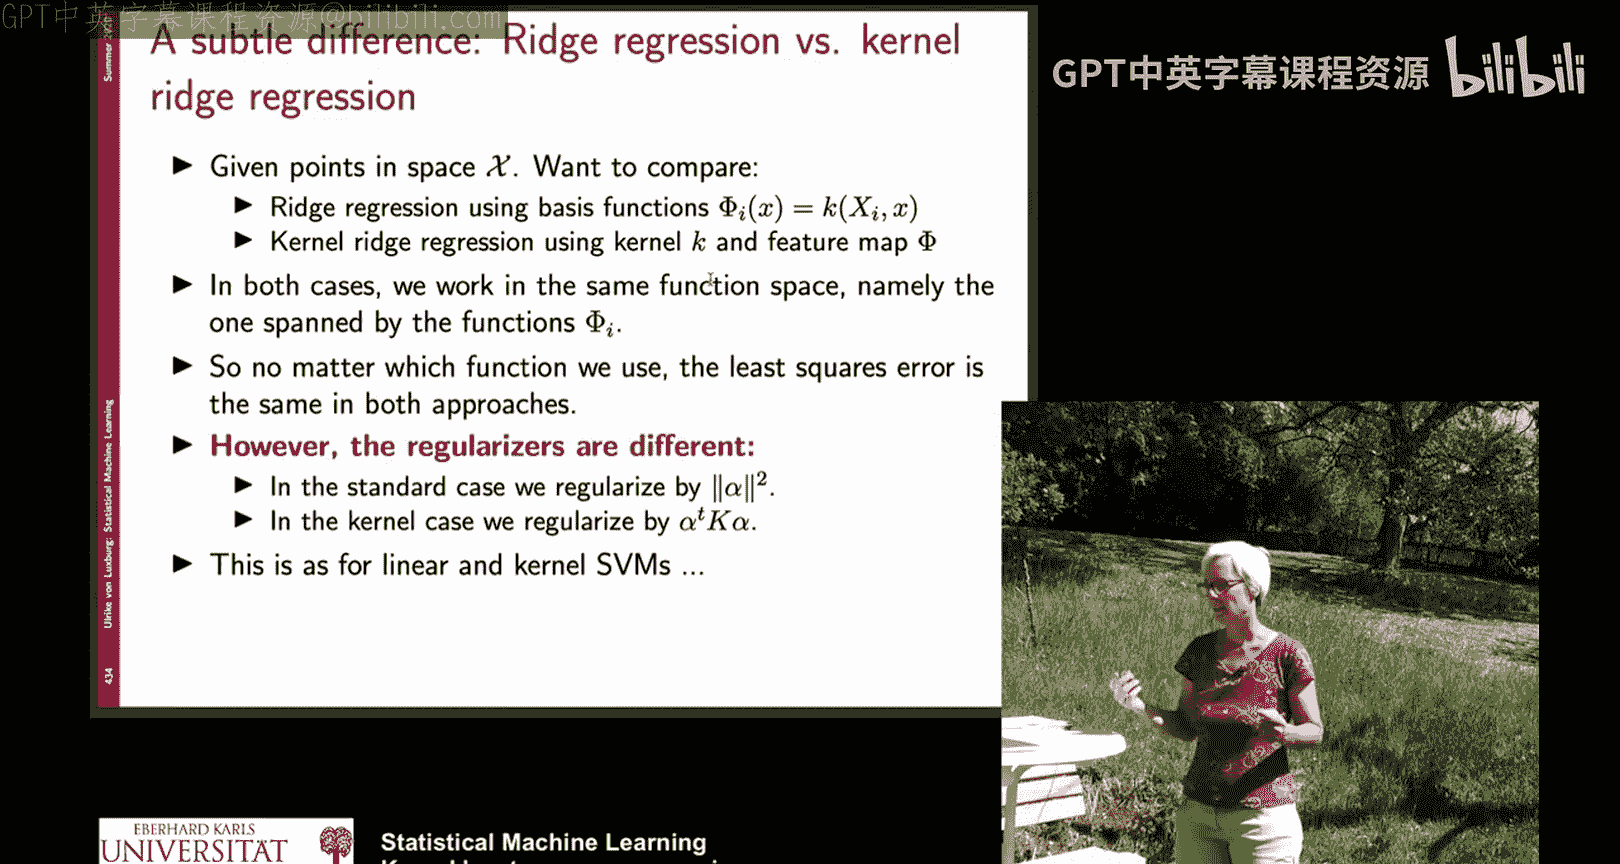 GPT中英字幕课程资源@bilibili.com
GPT中英字幕课程资源 bilibili
Summer
A subtle difference: Ridge regression vs. kernel
ridge regression
▶ Given points in space 𝒳. Want to compare:
▶ Ridge regression using basis functions Φᵢ(x) = k(Xᵢ, x)
▶ Kernel ridge regression using kernel k and feature map Φ
▶ In both cases, we work in the same function space, namely the
one spanned by the functions Φᵢ.
▶ So no matter which function we use, the least squares error is
the same in both approaches.
▶ However, the regularizers are different:
▶ In the standard case we regularize by ‖α‖².
▶ In the kernel case we regularize by αᵗKα.
▶ This is as for linear and kernel SVMs ...
Ulrike von Luxburg: Statistical Machine Learning
434
EBERHARD KARLS
UNIVERSITÄT
Statistical Machine Learning